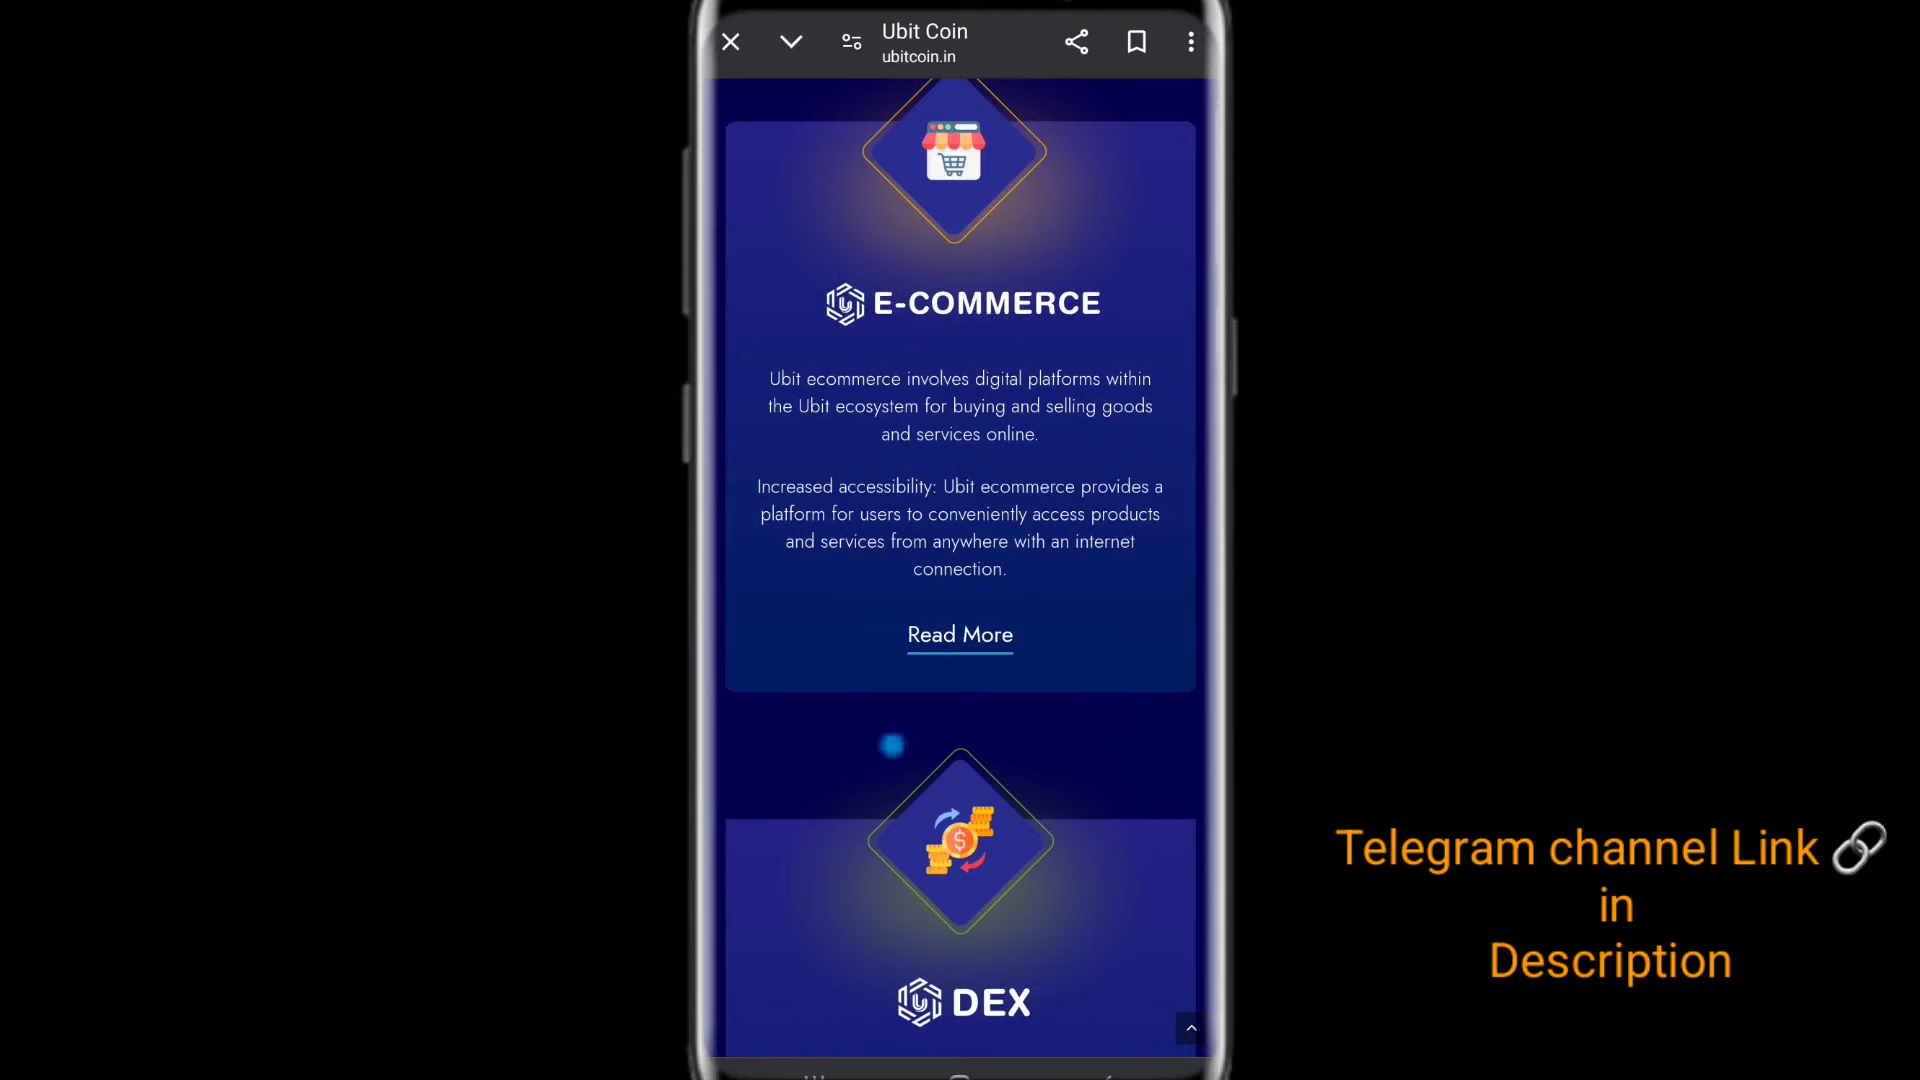 Ubit Coin
ubitcoin.in
E-COMMERCE
Ubit ecommerce involves digital platforms within
the Ubit ecosystem for buying and selling goods
and services online.
Increased accessibility: Ubit ecommerce provides a
platform for users to conveniently access products
and services from anywhere with an internet
connection.
Read More
DEX
Telegram channel Link 🔗
in
Description